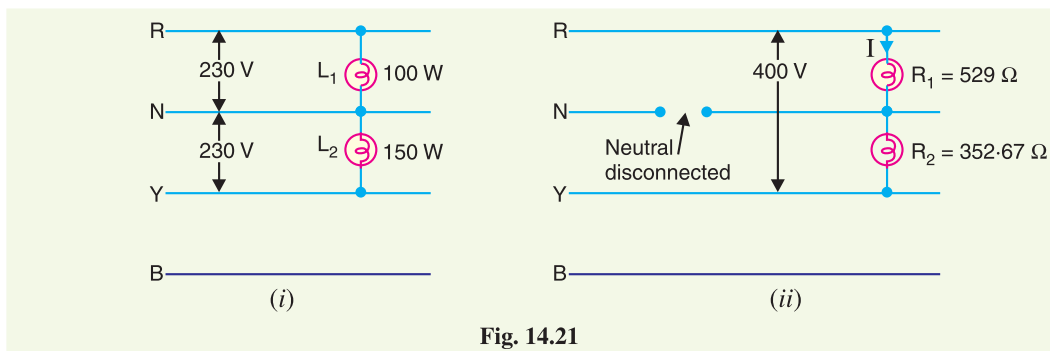 R
230 V
L1
100 W
N
230 V
L2
150 W
Y
B
(i)
R
400 V
I
R1 = 529 Ω
N
Neutral
disconnected
R2 = 352·67 Ω
Y
B
(ii)
Fig. 14.21